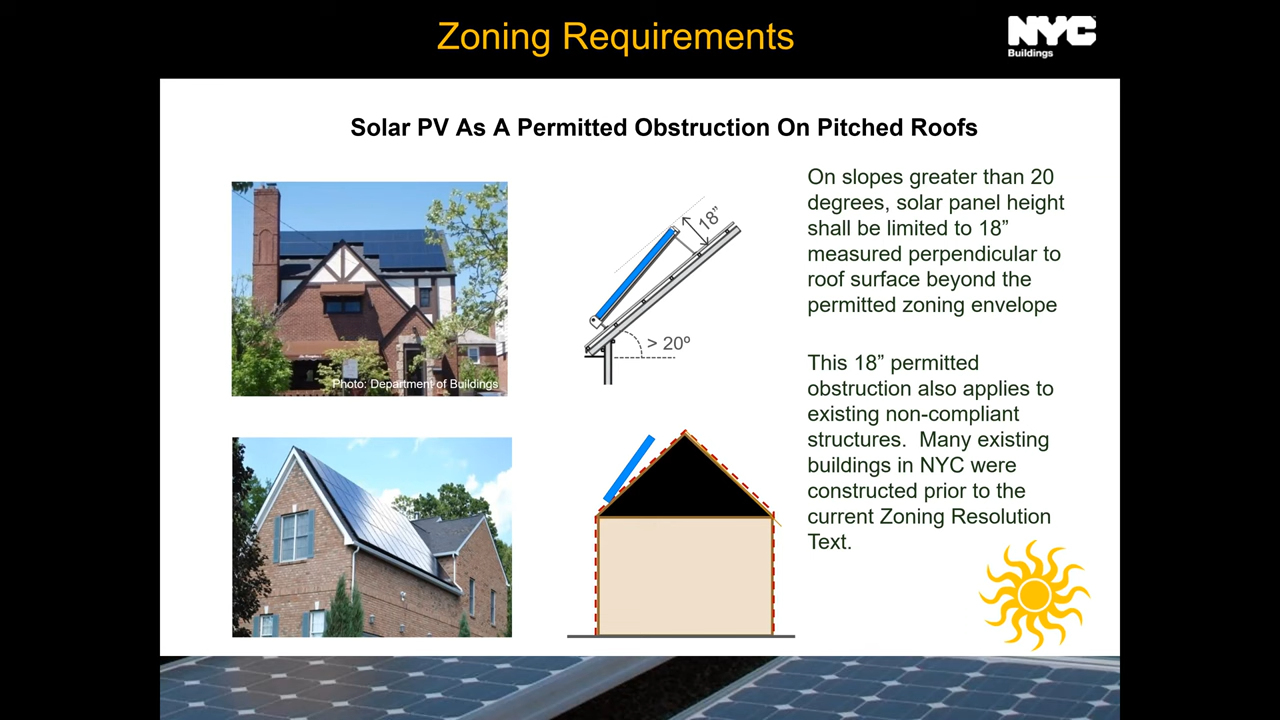 Zoning Requirements
NYC
Buildings
Solar PV As A Permitted Obstruction On Pitched Roofs
Photo: Department of Buildings
18”
> 20º
On slopes greater than 20
degrees, solar panel height
shall be limited to 18”
measured perpendicular to
roof surface beyond the
permitted zoning envelope
This 18” permitted
obstruction also applies to
existing non-compliant
structures. Many existing
buildings in NYC were
constructed prior to the
current Zoning Resolution
Text.